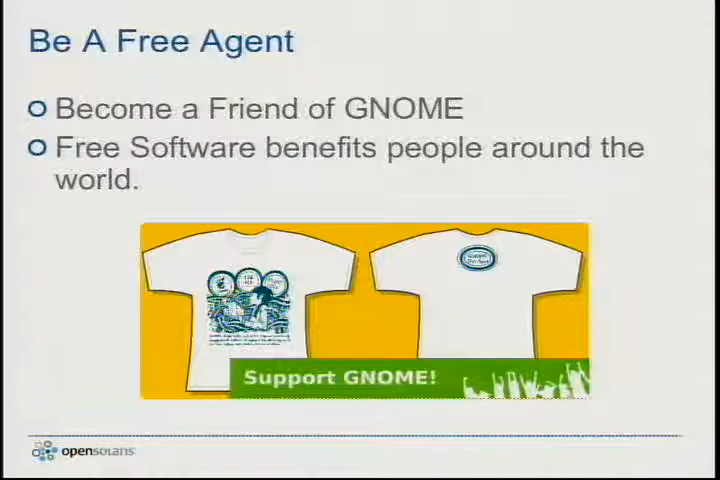 Be A Free Agent
Become a Friend of GNOME
Free Software benefits people around the
world.
Support GNOME!
opensolaris